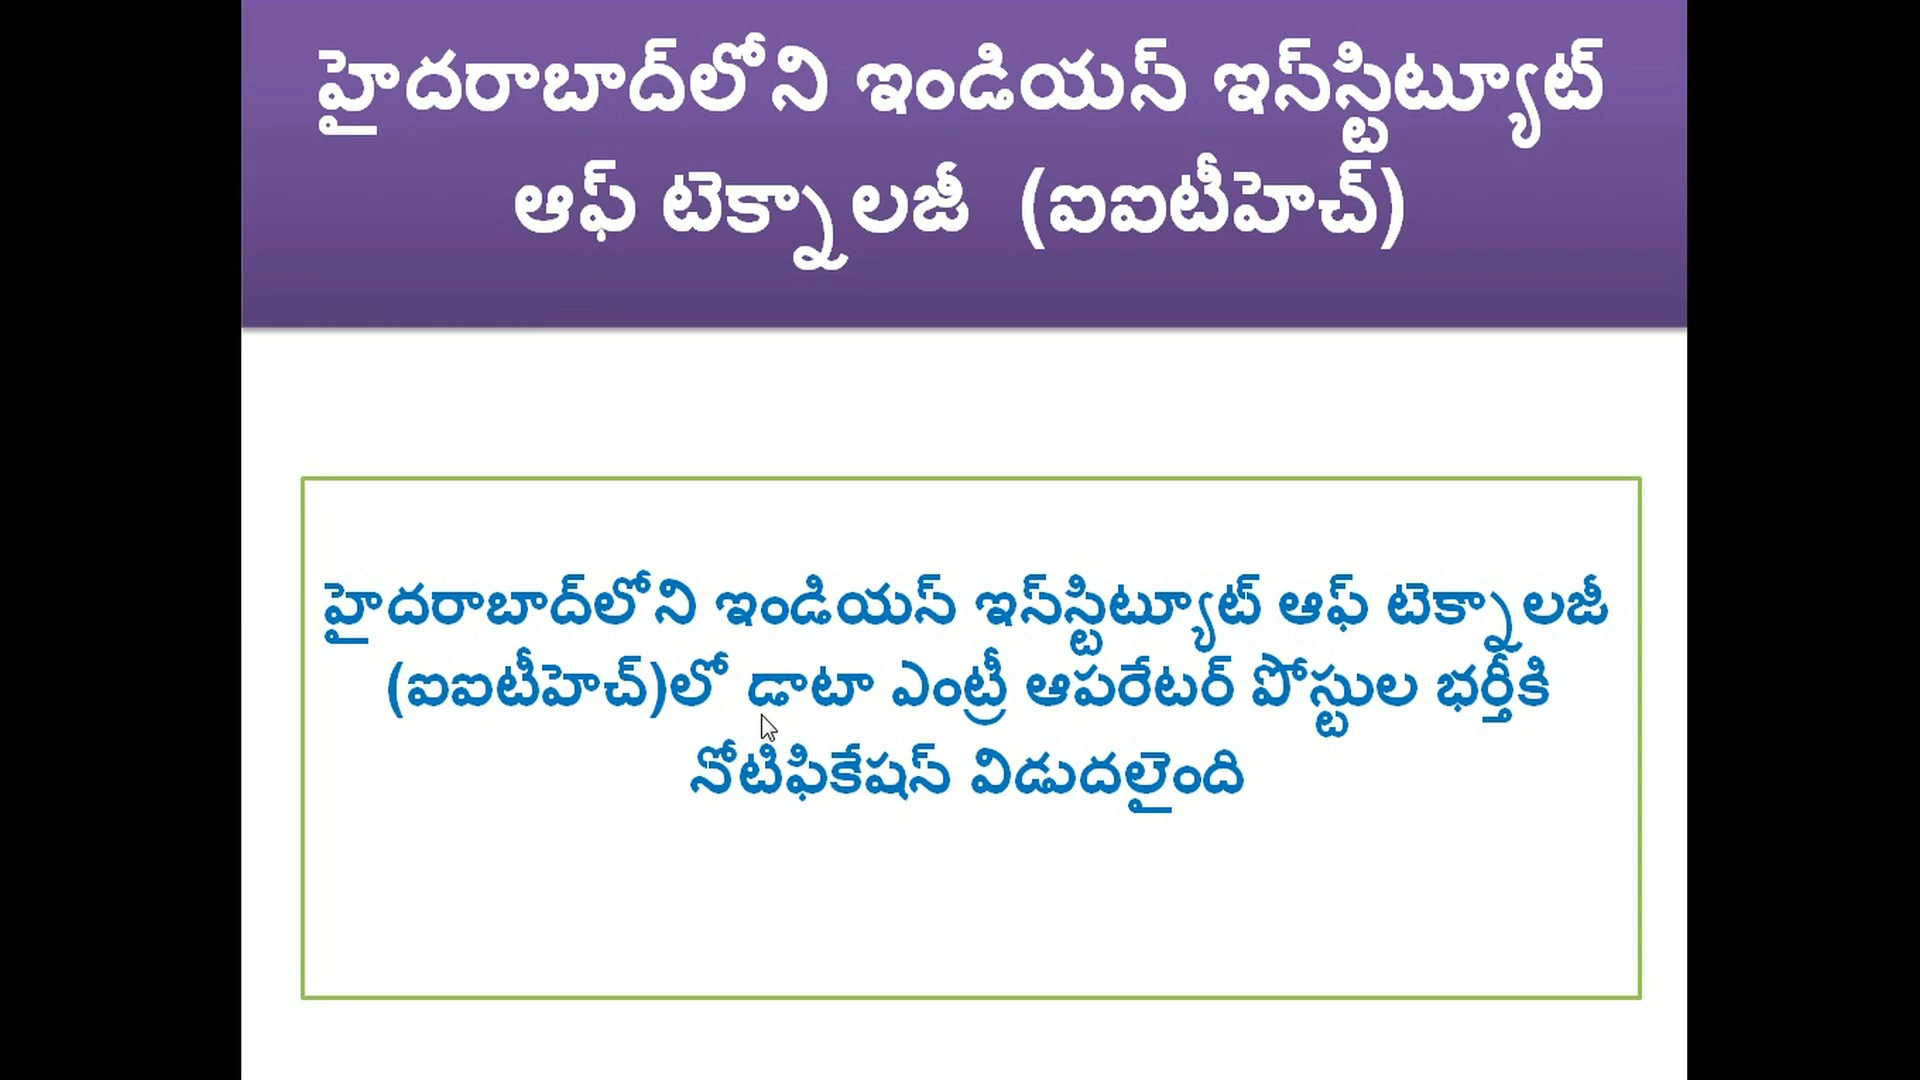 హైదరాబాద్‌లోని ఇండియన్ ఇన్‌స్టిట్యూట్
ఆఫ్ టెక్నాలజీ (ఐఐటీహెచ్)
హైదరాబాద్‌లోని ఇండియన్ ఇన్‌స్టిట్యూట్ ఆఫ్ టెక్నాలజీ
(ఐఐటీహెచ్)లో డాటా ఎంట్రీ ఆపరేటర్ పోస్టుల భర్తీకి
నోటిఫికేషన్ విడుదలైంది